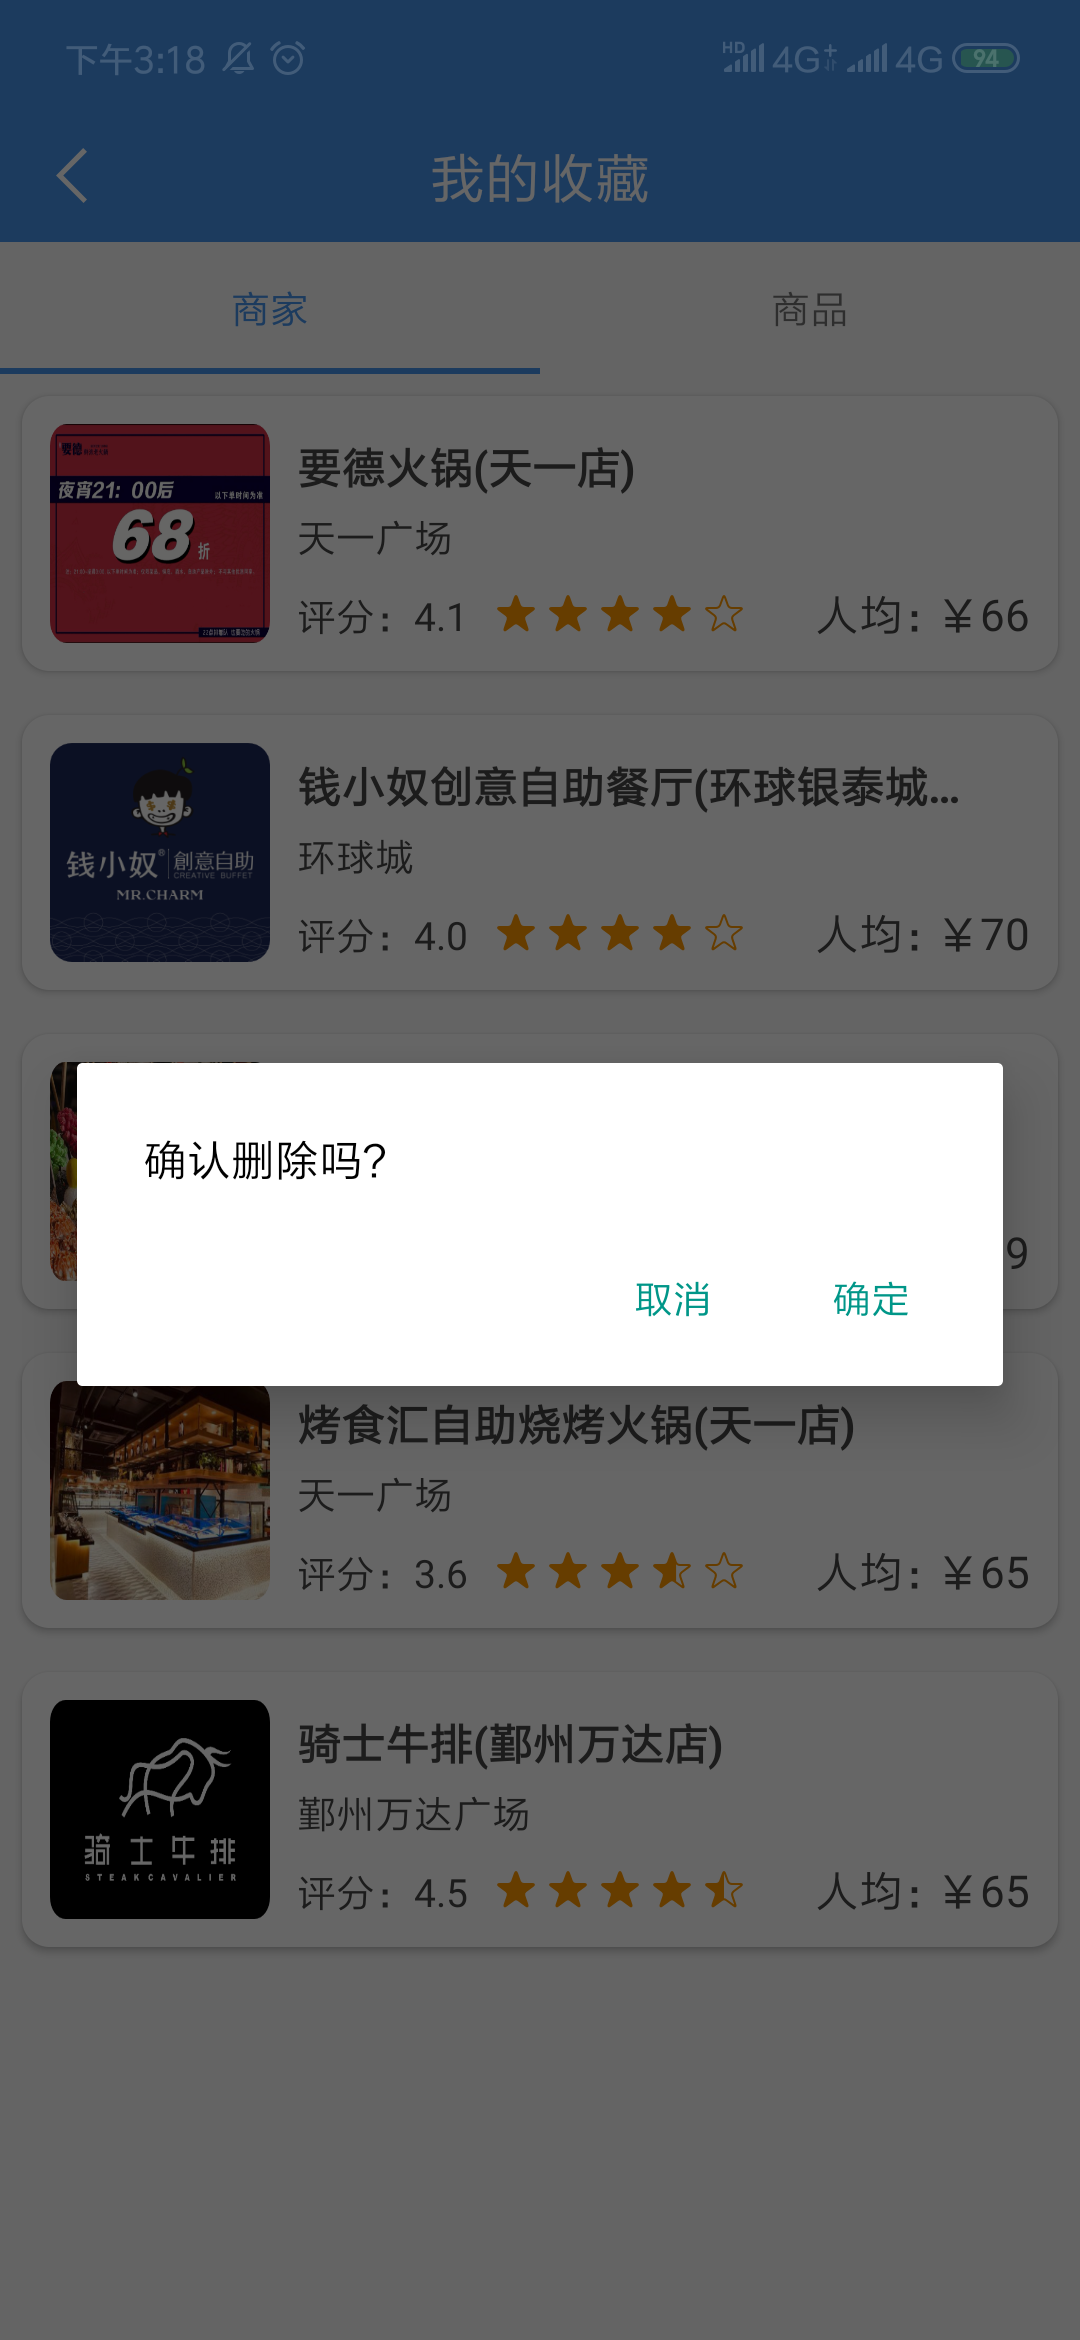 下午3:18
HD 4G+ 4G 94
我的收藏
商家
商品
要德
夜宵21:00后 以下单时间为准
68折
要德火锅(天一店)
天一广场
评分：4.1
人均：￥66
钱小奴® 創意自助
CREATIVE BUFFET
MR.CHARM
钱小奴创意自助餐厅(环球银泰城...
环球城
评分：4.0
人均：￥70
9
确认删除吗?
取消
确定
烤食汇自助烧烤火锅(天一店)
天一广场
评分：3.6
人均：￥65
骑士牛排
STEAKCAVALIER
骑士牛排(鄞州万达店)
鄞州万达广场
评分：4.5
人均：￥65